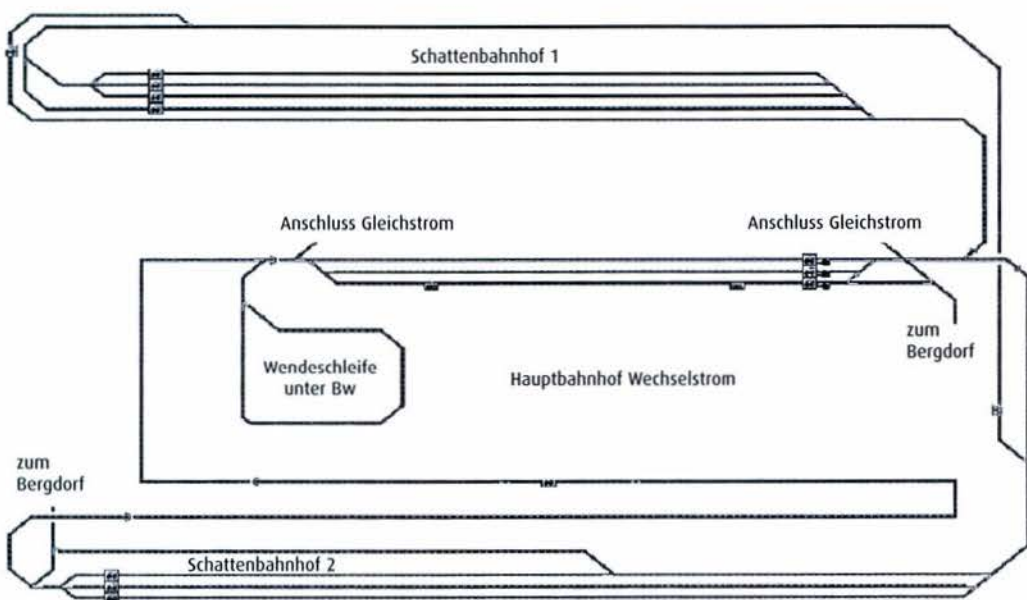 Schattenbahnhof 1
Anschluss Gleichstrom
Anschluss Gleichstrom
zum
Bergdorf
Wendeschleife
unter Bw
Hauptbahnhof Wechselstrom
zum
Bergdorf
Schattenbahnhof 2